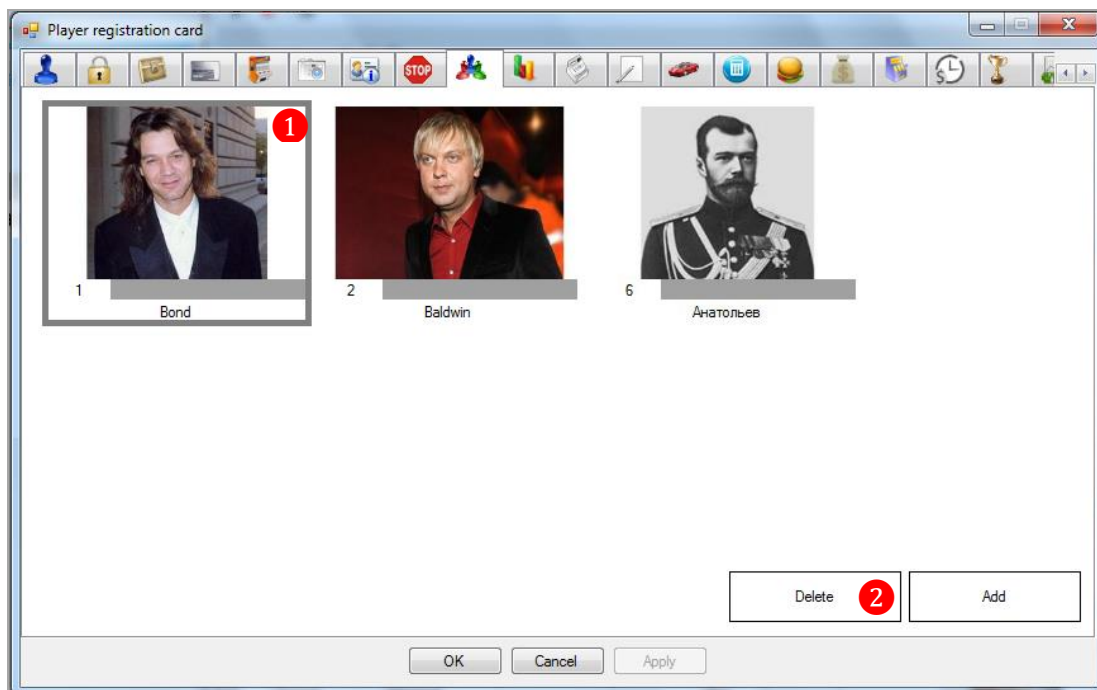 Player registration card
STOP
1
1
Bond
2
Baldwin
6
Анатольев
Delete
2
Add
OK
Cancel
Apply